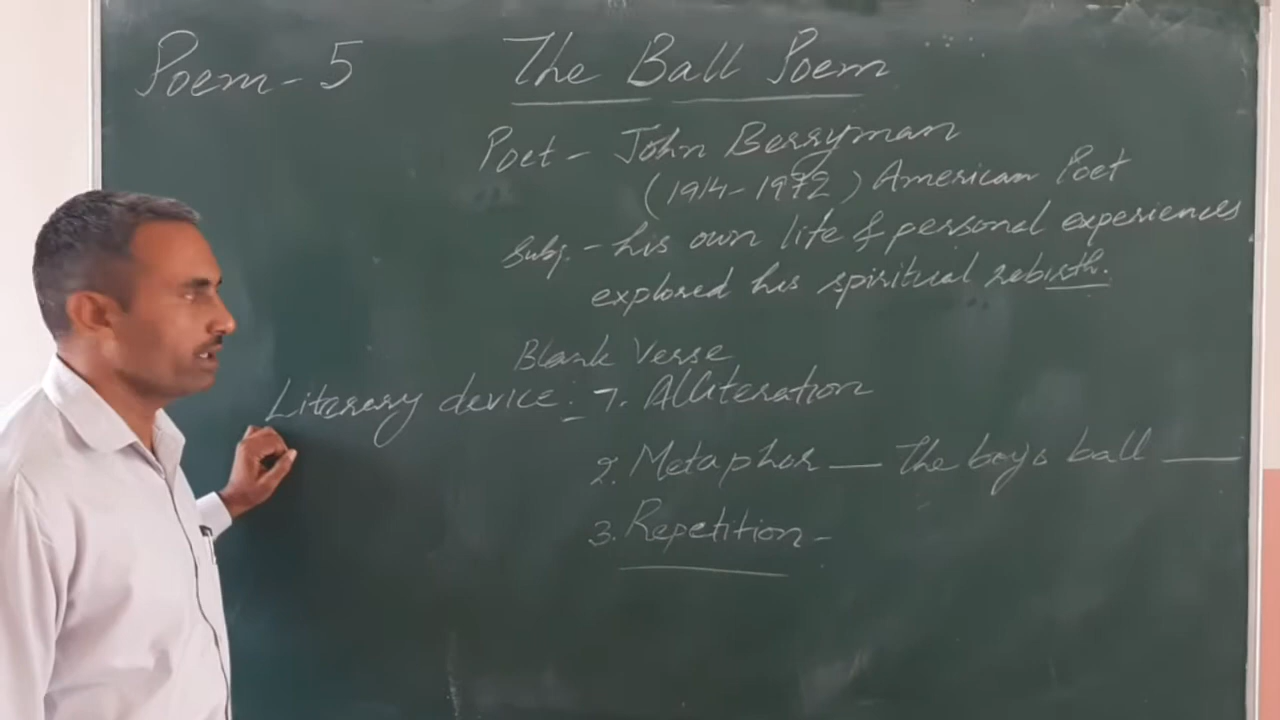 Poem - 5
The Ball Poem
Poet - John Berryman
(1914-1972) American Poet
Subj. - his own life & personal experiences
explored his spiritual rebirth.
Blank Verse
Literary device :- 1. Alliteration
2. Metaphor — The boys ball —
3. Repetition -